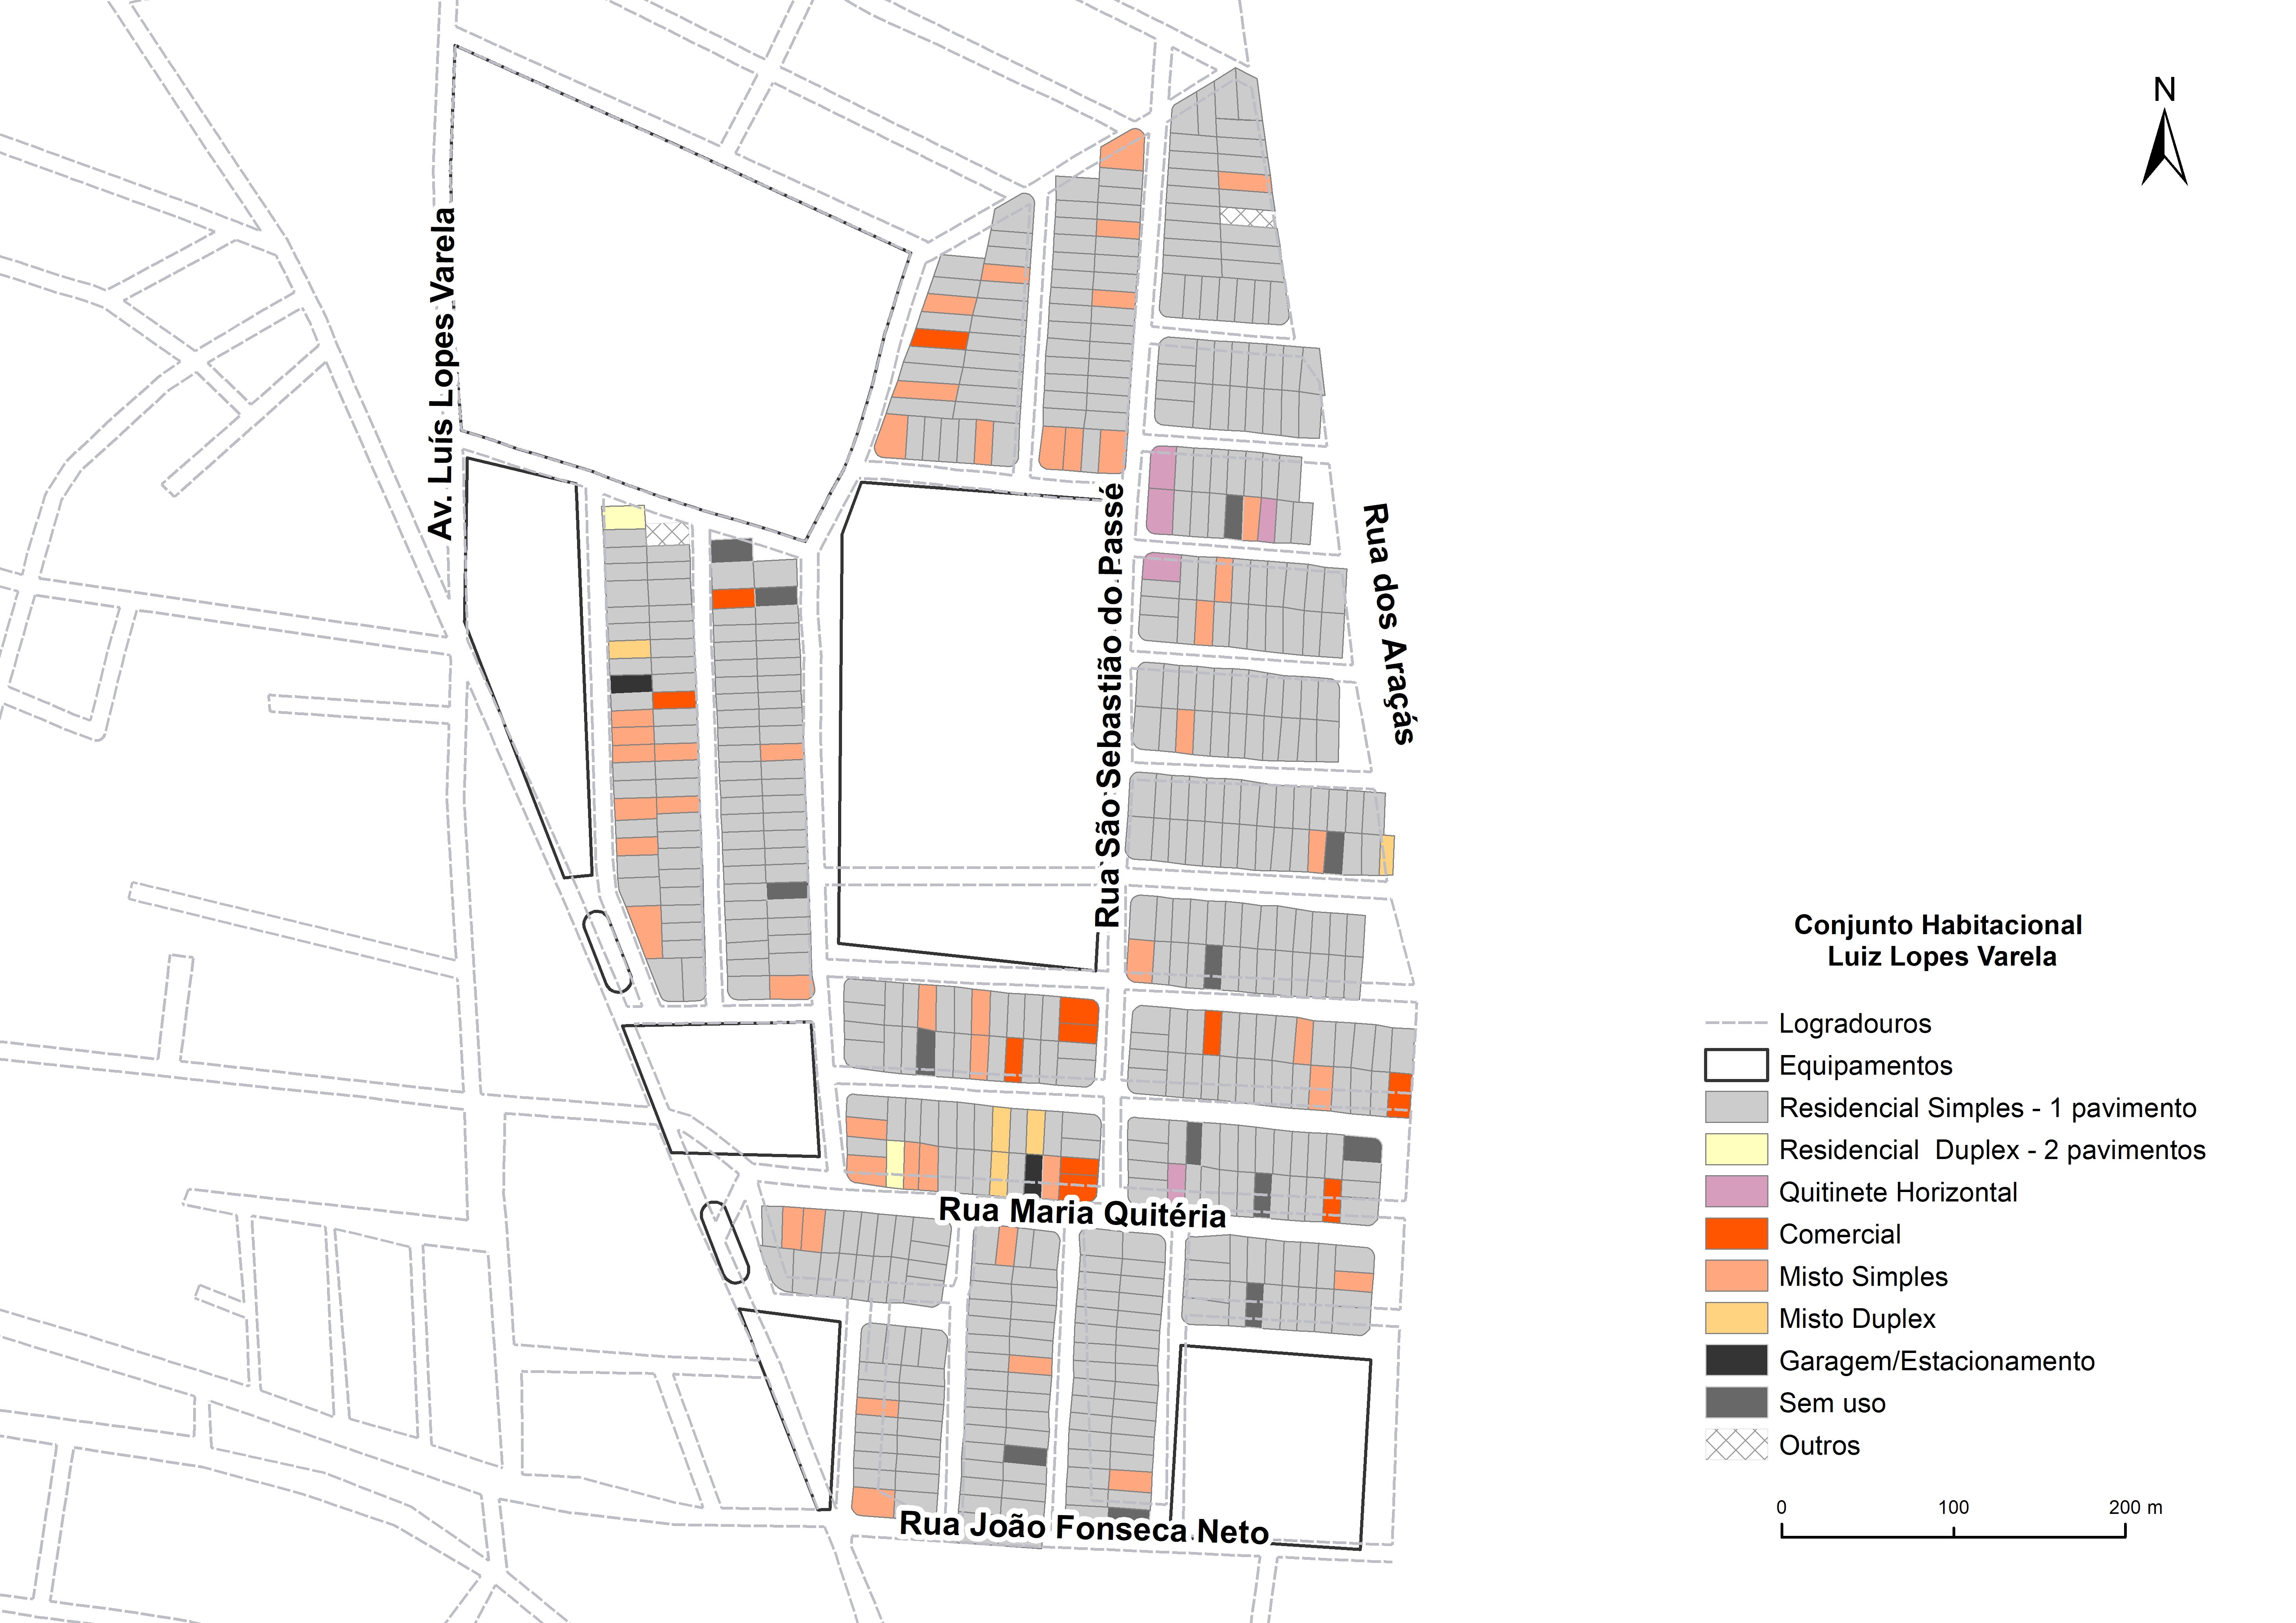 N
Av. Luís Lopes Varela
Rua São Sebastião do Passé
Rua dos Araçás
Rua Maria Quitéria
Rua João Fonseca Neto
Conjunto Habitacional
Luiz Lopes Varela
Logradouros
Equipamentos
Residencial Simples - 1 pavimento
Residencial Duplex - 2 pavimentos
Quitinete Horizontal
Comercial
Misto Simples
Misto Duplex
Garagem/Estacionamento
Sem uso
Outros
0 100 200 m